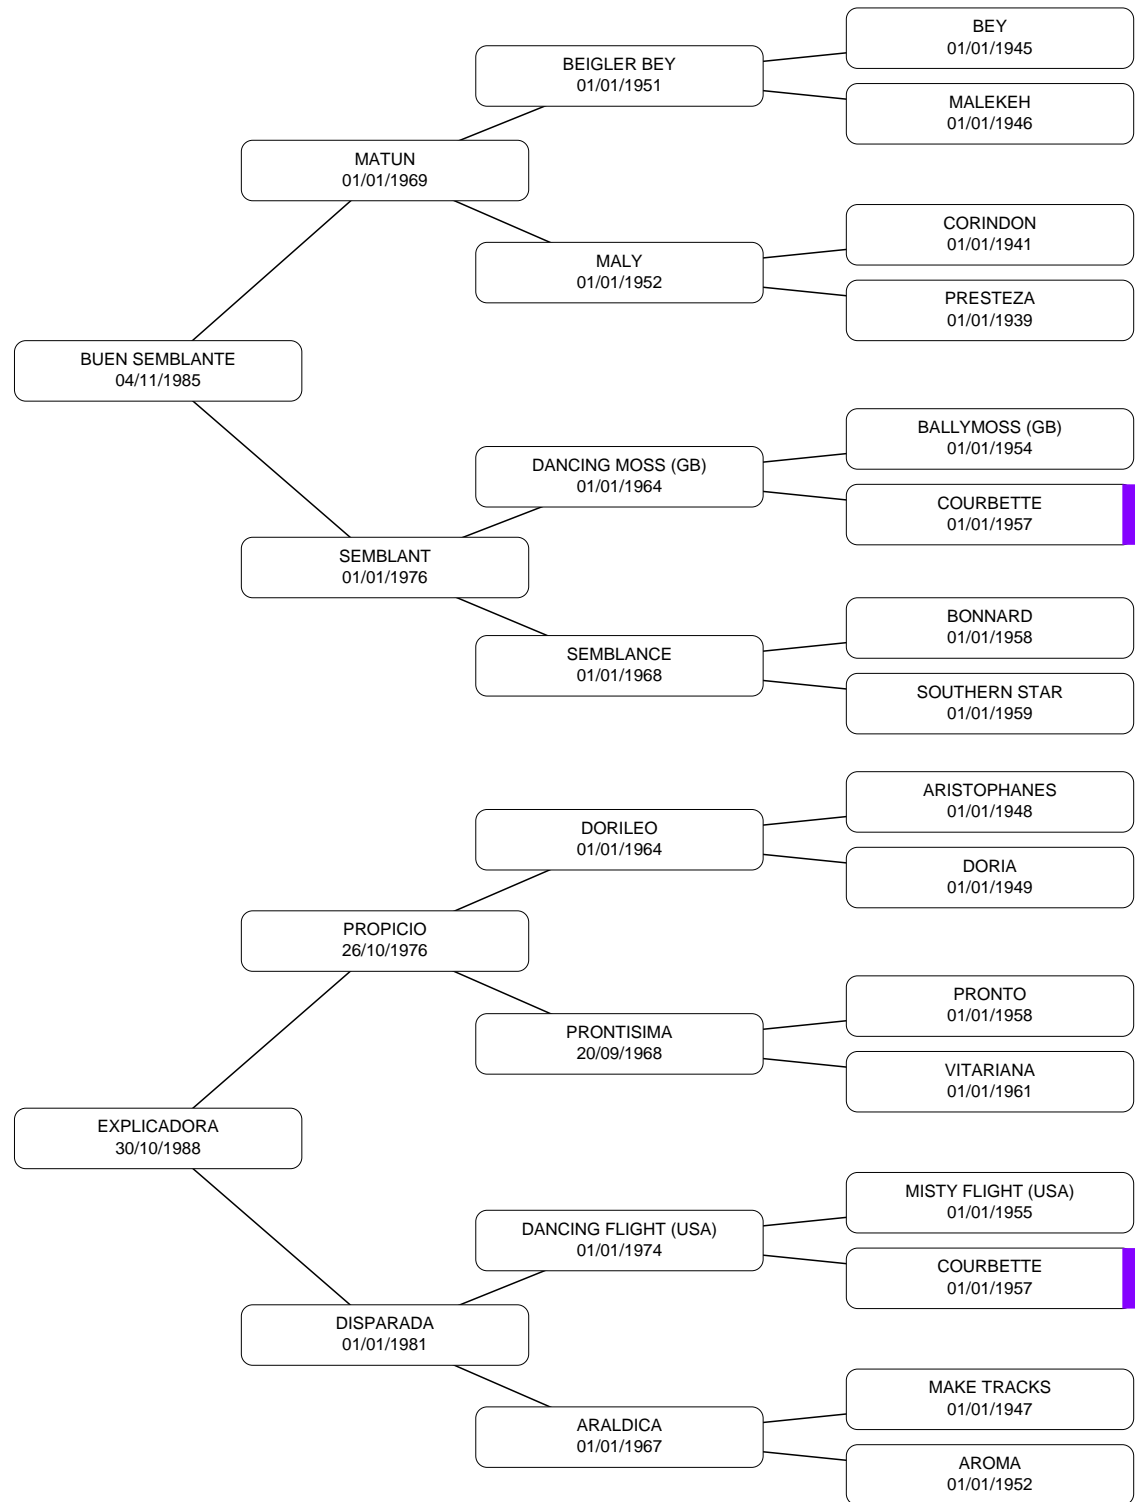 BEY
01/01/1945
BEIGLER BEY
01/01/1951
MALEKEH
01/01/1946
MATUN
01/01/1969
CORINDON
01/01/1941
MALY
01/01/1952
PRESTEZA
01/01/1939
BUEN SEMBLANTE
04/11/1985
BALLYMOSS (GB)
01/01/1954
DANCING MOSS (GB)
01/01/1964
COURBETTE
01/01/1957
SEMBLANT
01/01/1976
BONNARD
01/01/1958
SEMBLANCE
01/01/1968
SOUTHERN STAR
01/01/1959
ARISTOPHANES
01/01/1948
DORILEO
01/01/1964
DORIA
01/01/1949
PROPICIO
26/10/1976
PRONTO
01/01/1958
PRONTISIMA
20/09/1968
VITARIANA
01/01/1961
EXPLICADORA
30/10/1988
MISTY FLIGHT (USA)
01/01/1955
DANCING FLIGHT (USA)
01/01/1974
COURBETTE
01/01/1957
DISPARADA
01/01/1981
MAKE TRACKS
01/01/1947
ARALDICA
01/01/1967
AROMA
01/01/1952